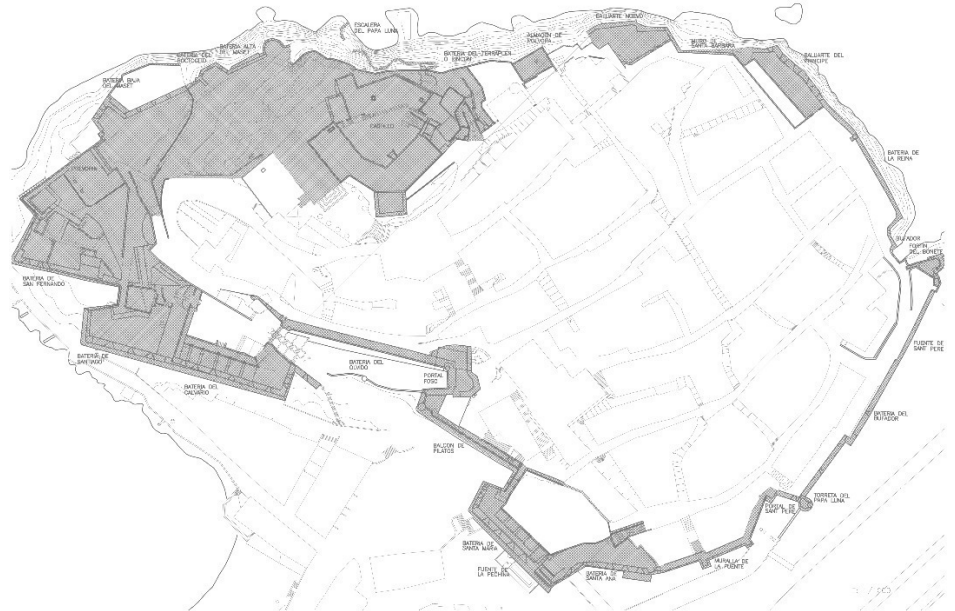 ESCALERA
DEL PAPA LUNA
BALUARTE NUEVO
ALMACEN DE
POLVORA
MURO
SANTA BARBARA
BATERIA ALTA
DEL MASET
BATERIA DEL
BATERIA DEL TERRAPLEN
O RINCON
BALUARTE DEL
PRINCIPE
BATERIA BAJA
DEL MASET
CASTILLO
BATERIA DE
LA REINA
POLVORIN
BUFADOR
FORTIN
DEL BONETE
BATERIA DE
SAN FERNANDO
FUENTE DE
SANT PERE
BATERIA DE
SANTIAGO
BATERIA DEL
OLVIDO
PORTAL
FOSC
BATERIA DEL
CALVARIO
BATERIA DEL
BUFADOR
BALCON DE
PILATOS
TORRETA DEL
PAPA LUNA
PORTAL DE
SANT PERE
BATERIA DE
SANTA MARIA
FUENTE DE
LA PECHINA
BATERIA DE
SANTA ANA
MURALLA DE
LA FUENTE